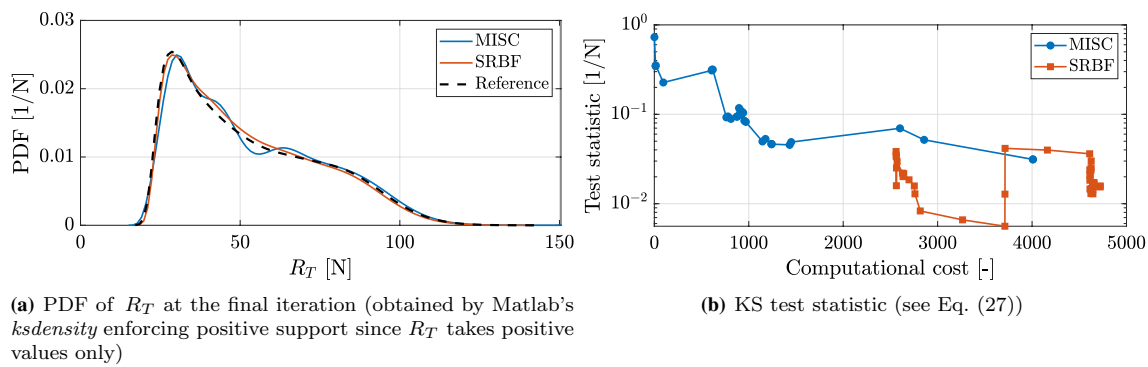 0.03
0.02
0.01
0
PDF [1/N]
MISC
SRBF
Reference
0 50 100 150
R_T [N]
(a) PDF of R_T at the final iteration (obtained by Matlab's
ksdensity enforcing positive support since R_T takes positive
values only)
10^0
10^-1
10^-2
Test statistic [1/N]
MISC
SRBF
0 1000 2000 3000 4000 5000
Computational cost [-]
(b) KS test statistic (see Eq. (27))